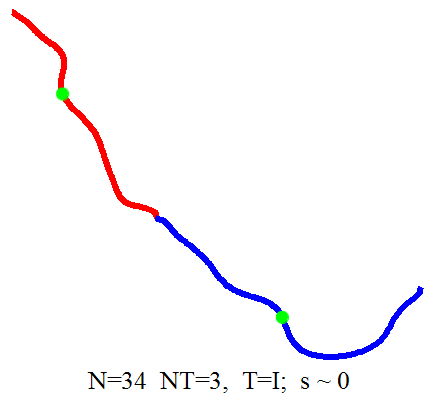 N=34 NT=3, T=I; s ~ 0